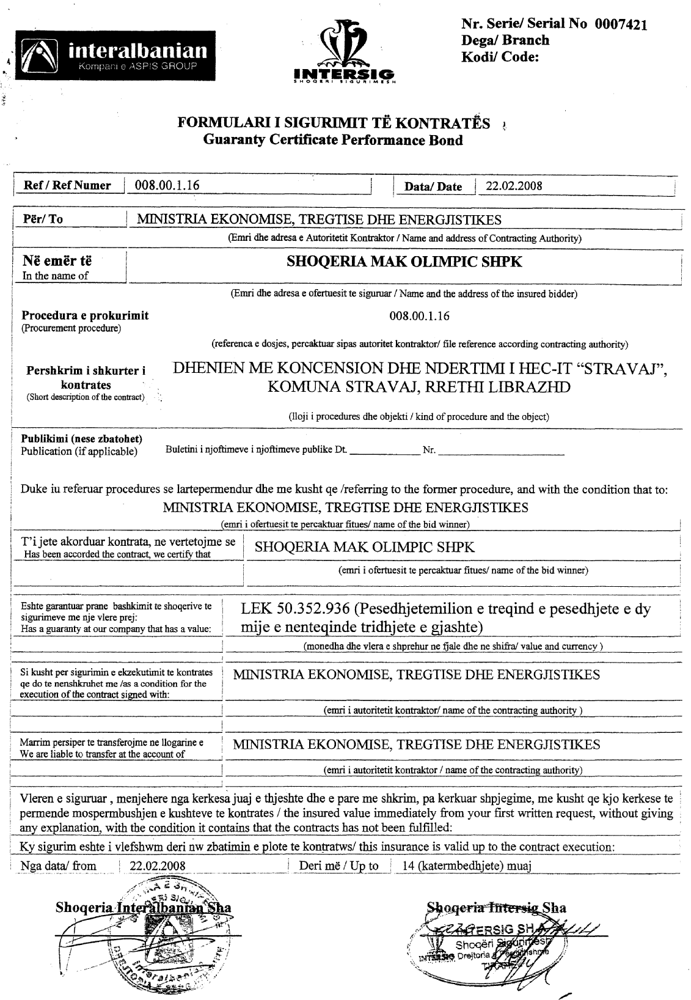 interalbanian
Kompani e ASPIS GROUP
INTERSIG
SHOQERI SIGURIMESH
Nr. Serie/ Serial No 0007421
Dega/ Branch
Kodi/ Code:
FORMULARI I SIGURIMIT TË KONTRATËS
Guaranty Certificate Performance Bond
Ref / Ref Numer 008.00.1.16 Data/ Date 22.02.2008
Për/ To MINISTRIA EKONOMISE, TREGTISE DHE ENERGJISTIKES
(Emri dhe adresa e Autoritetit Kontraktor / Name and address of Contracting Authority)
Në emër të SHOQERIA MAK OLIMPIC SHPK
In the name of
(Emri dhe adresa e ofertuesit te siguruar / Name and the address of the insured bidder)
Procedura e prokurimit 008.00.1.16
(Procurement procedure)
(referenca e dosjes, percaktuar sipas autoritet kontraktor/ file reference according contracting authority)
Pershkrim i shkurter i DHENIEN ME KONCENSION DHE NDERTIMI I HEC-IT “STRAVAJ”,
kontrates KOMUNA STRAVAJ, RRETHI LIBRAZHD
(Short description of the contract)
(Iloji i procedures dhe objekti / kind of procedure and the object)
Publikimi (nese zbatohet)
Publication (if applicable) Buletini i njoftimeve i njoftimeve publike Dt. ______ Nr. ______
Duke iu referuar procedures se lartepermendur dhe me kusht qe /referring to the former procedure, and with the condition that to:
MINISTRIA EKONOMISE, TREGTISE DHE ENERGJISTIKES
(emri i ofertuesit te percaktuar fitues/ name of the bid winner)
T’i jete akorduar kontrata, ne vertetojme se SHOQERIA MAK OLIMPIC SHPK
Has been accorded the contract, we certify that
(emri i ofertuesit te percaktuar fitues/ name of the bid winner)
Eshte garantuar prane bashkimit te shoqerive te LEK 50.352.936 (Pesedhjetemilion e treqind e pesedhjete e dy
sigurimeve me nje vlere prej: mije e nenteqinde tridhjete e gjashte)
Has a guaranty at our company that has a value:
(monedha dhe vlera e shprehur ne fjale dhe ne shifra/ value and currency )
Si kusht per sigurimin e ekzekutimit te kontrates MINISTRIA EKONOMISE, TREGTISE DHE ENERGJISTIKES
qe do te nenshkruhet me /as a condition for the
execution of the contract signed with:
(emri i autoritetit kontraktor/ name of the contracting authority )
Marrim persiper te transferojme ne llogarine e MINISTRIA EKONOMISE, TREGTISE DHE ENERGJISTIKES
We are liable to transfer at the account of
(emri i autoritetit kontraktor / name of the contracting authority)
Vleren e siguruar , menjehere nga kerkesa juaj e thjeshte dhe e pare me shkrim, pa kerkuar shpjegime, me kusht qe kjo kerkese te
permende mospermbushjen e kushteve te kontrates / the insured value immediately from your first written request, without giving
any explanation, with the condition it contains that the contracts has not been fulfilled:
Ky sigurim eshte i vlefshwm deri nw zbatimin e plote te kontratws/ this insurance is valid up to the contract execution:
Nga data/ from 22.02.2008 Deri më / Up to 14 (katermbedhjete) muaj
Shoqeria Interalbanian Sha
interalbanian
Shoqeria Intersig Sha
INTERSIG SHA
Shoqëri Sigurimesh
INTERSIG Drejtoria e Pergjithshme
TIRANE